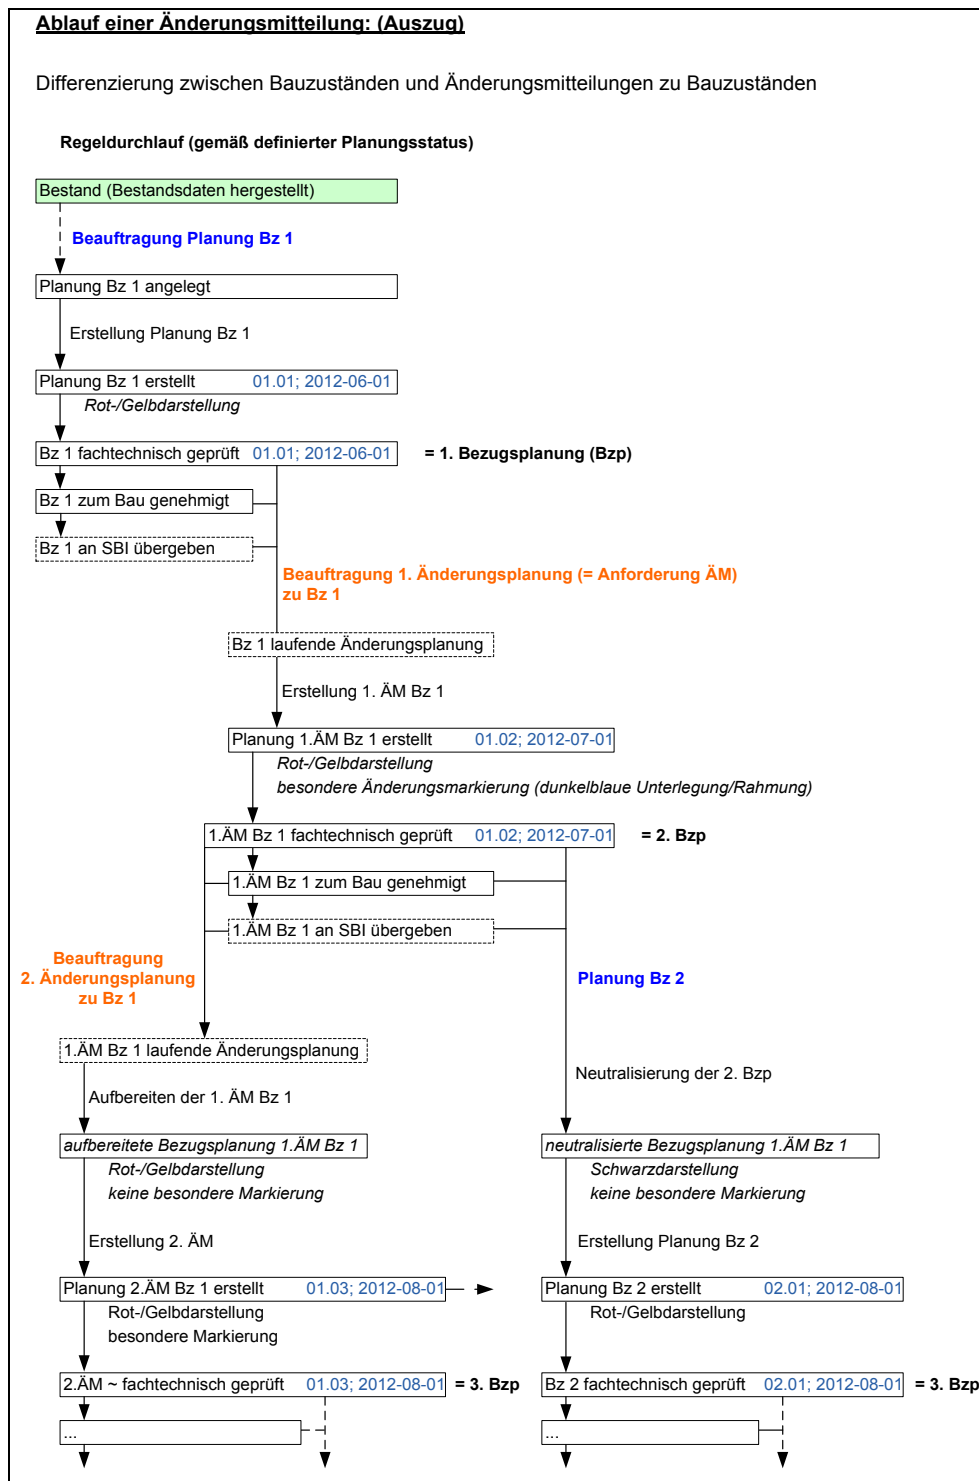 Ablauf einer Änderungsmitteilung: (Auszug)
Differenzierung zwischen Bauzuständen und Änderungsmitteilungen zu Bauzuständen
Regeldurchlauf (gemäß definierter Planungsstatus)
Bestand (Bestandsdaten hergestellt)
Beauftragung Planung Bz 1
Planung Bz 1 angelegt
Erstellung Planung Bz 1
Planung Bz 1 erstellt 01.01; 2012-06-01
Rot-/Gelbdarstellung
Bz 1 fachtechnisch geprüft 01.01; 2012-06-01 = 1. Bezugsplanung (Bzp)
Bz 1 zum Bau genehmigt
Bz 1 an SBI übergeben
Beauftragung 1. Änderungsplanung (= Anforderung ÄM)
zu Bz 1
Bz 1 laufende Änderungsplanung
Erstellung 1. ÄM Bz 1
Planung 1.ÄM Bz 1 erstellt 01.02; 2012-07-01
Rot-/Gelbdarstellung
besondere Änderungsmarkierung (dunkelblaue Unterlegung/Rahmung)
1.ÄM Bz 1 fachtechnisch geprüft 01.02; 2012-07-01 = 2. Bzp
1.ÄM Bz 1 zum Bau genehmigt
1.ÄM Bz 1 an SBI übergeben
Beauftragung
2. Änderungsplanung
zu Bz 1
Planung Bz 2
1.ÄM Bz 1 laufende Änderungsplanung
Neutralisierung der 2. Bzp
Aufbereiten der 1. ÄM Bz 1
aufbereitete Bezugsplanung 1.ÄM Bz 1
Rot-/Gelbdarstellung
keine besondere Markierung
neutralisierte Bezugsplanung 1.ÄM Bz 1
Schwarzdarstellung
keine besondere Markierung
Erstellung 2. ÄM
Erstellung Planung Bz 2
Planung 2.ÄM Bz 1 erstellt 01.03; 2012-08-01
Rot-/Gelbdarstellung
besondere Markierung
Planung Bz 2 erstellt 02.01; 2012-08-01
Rot-/Gelbdarstellung
2.ÄM ~ fachtechnisch geprüft 01.03; 2012-08-01 = 3. Bzp
Bz 2 fachtechnisch geprüft 02.01; 2012-08-01 = 3. Bzp
...
...